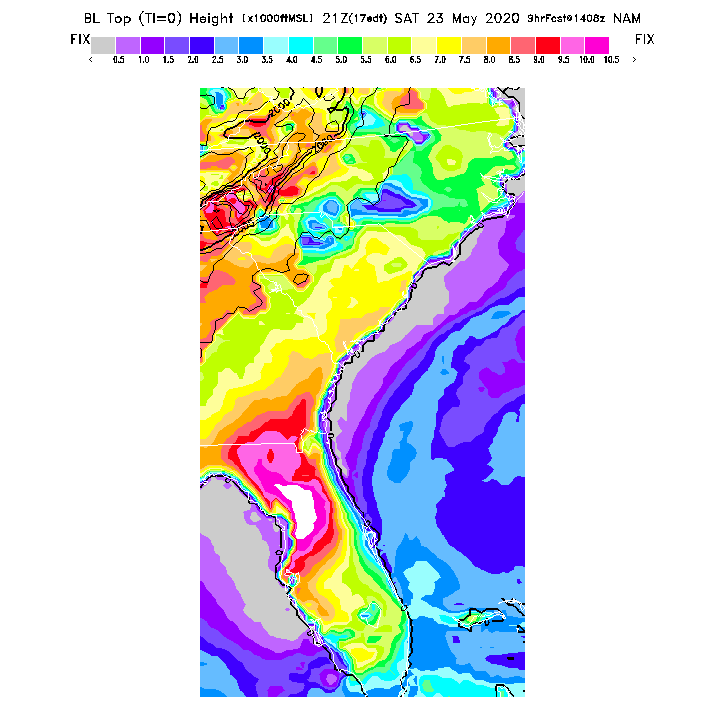 BL Top (TI=0) Height [x1000ftMSL] 21Z(17edt) SAT 23 May 2020 9hrFcst@1408z NAM
FIX FIX
< 0.5 1.0 1.5 2.0 2.5 3.0 3.5 4.0 4.5 5.0 5.5 6.0 6.5 7.0 7.5 8.0 8.5 9.0 9.5 10.0 10.5 >
2000
2000
2000